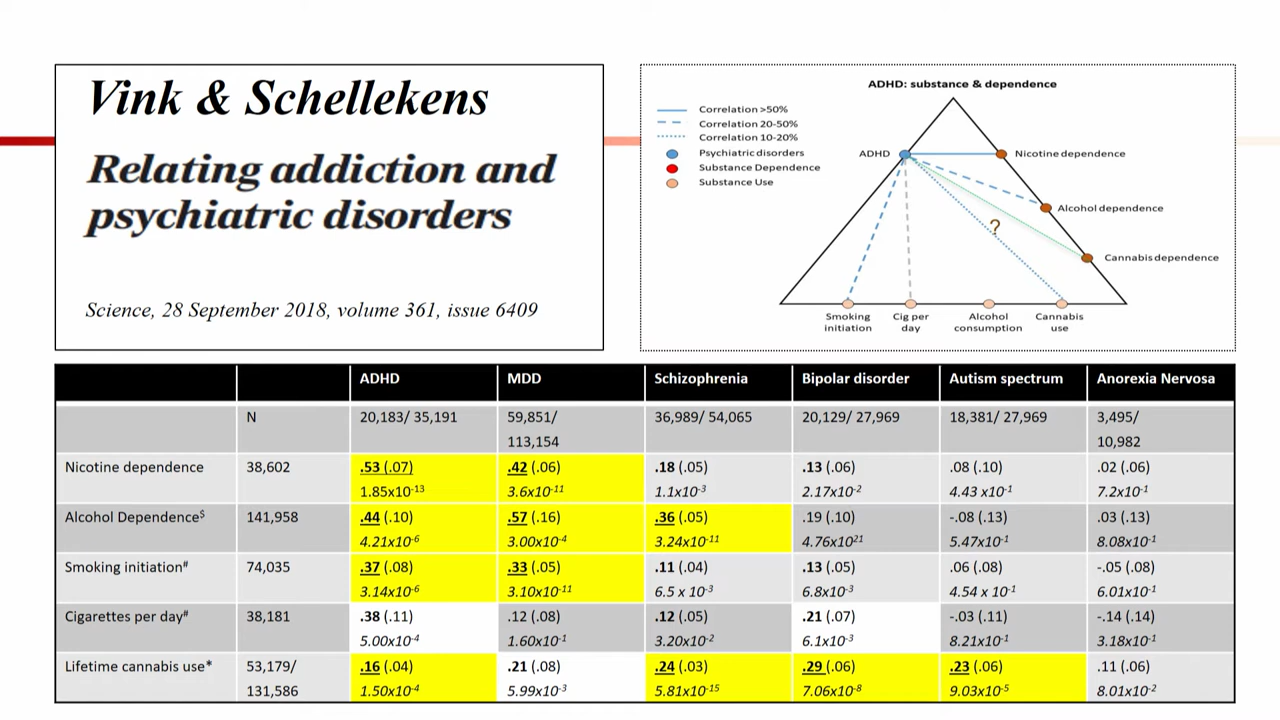 Vink & Schellekens
Relating addiction and
psychiatric disorders
Science, 28 September 2018, volume 361, issue 6409
ADHD: substance & dependence
Correlation >50%
Correlation 20-50%
Correlation 10-20%
Psychiatric disorders
Substance Dependence
Substance Use
ADHD
Nicotine dependence
Alcohol dependence
?
Cannabis dependence
Smoking initiation
Cig per day
Alcohol consumption
Cannabis use
ADHD MDD Schizophrenia Bipolar disorder Autism spectrum Anorexia Nervosa
N 20,183/ 35,191 59,851/ 113,154 36,989/ 54,065 20,129/ 27,969 18,381/ 27,969 3,495/ 10,982
Nicotine dependence 38,602 .53 (.07) .42 (.06) .18 (.05) .13 (.06) .08 (.10) .02 (.06)
1.85x10-13 3.6x10-11 1.1x10-3 2.17x10-2 4.43 x10-1 7.2x10-1
Alcohol Dependence$ 141,958 .44 (.10) .57 (.16) .36 (.05) .19 (.10) -.08 (.13) .03 (.13)
4.21x10-6 3.00x10-4 3.24x10-11 4.76x1021 5.47x10-1 8.08x10-1
Smoking initiation# 74,035 .37 (.08) .33 (.05) .11 (.04) .13 (.05) .06 (.08) -.05 (.08)
3.14x10-6 3.10x10-11 6.5 x 10-3 6.8x10-3 4.54 x 10-1 6.01x10-1
Cigarettes per day# 38,181 .38 (.11) .12 (.08) .12 (.05) .21 (.07) -.03 (.11) -.14 (.14)
5.00x10-4 1.60x10-1 3.20x10-2 6.1x10-3 8.21x10-1 3.18x10-1
Lifetime cannabis use* 53,179/ .16 (.04) .21 (.08) .24 (.03) .29 (.06) .23 (.06) .11 (.06)
131,586 1.50x10-4 5.99x10-3 5.81x10-15 7.06x10-8 9.03x10-5 8.01x10-2